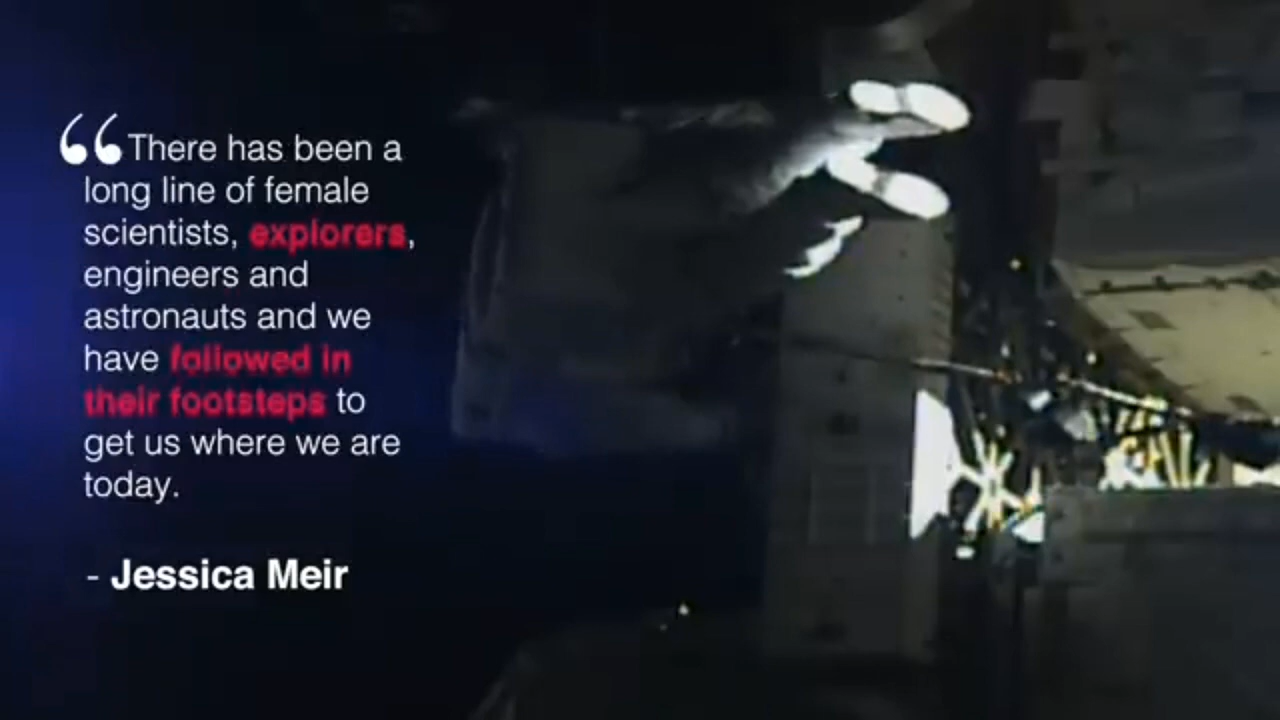 “There has been a
long line of female
scientists, explorers,
engineers and
astronauts and we
have followed in
their footsteps to
get us where we are
today.
- Jessica Meir